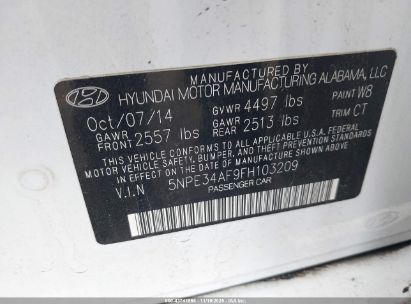 MANUFACTURED BY
HYUNDAI MOTOR MANUFACTURING ALABAMA, LLC
Oct/07/14 GVWR 4497 lbs PAINT W8
GAWR FRONT 2557 lbs GAWR REAR 2513 lbs TRIM CT
THIS VEHICLE CONFORMS TO ALL APPLICABLE U.S.A. FEDERAL
MOTOR VEHICLE SAFETY, BUMPER, AND THEFT PREVENTION STANDARDS
IN EFFECT ON THE DATE OF MANUFACTURE SHOWN ABOVE.
V.I.N 5NPE34AF9FH103209
PASSENGER CAR